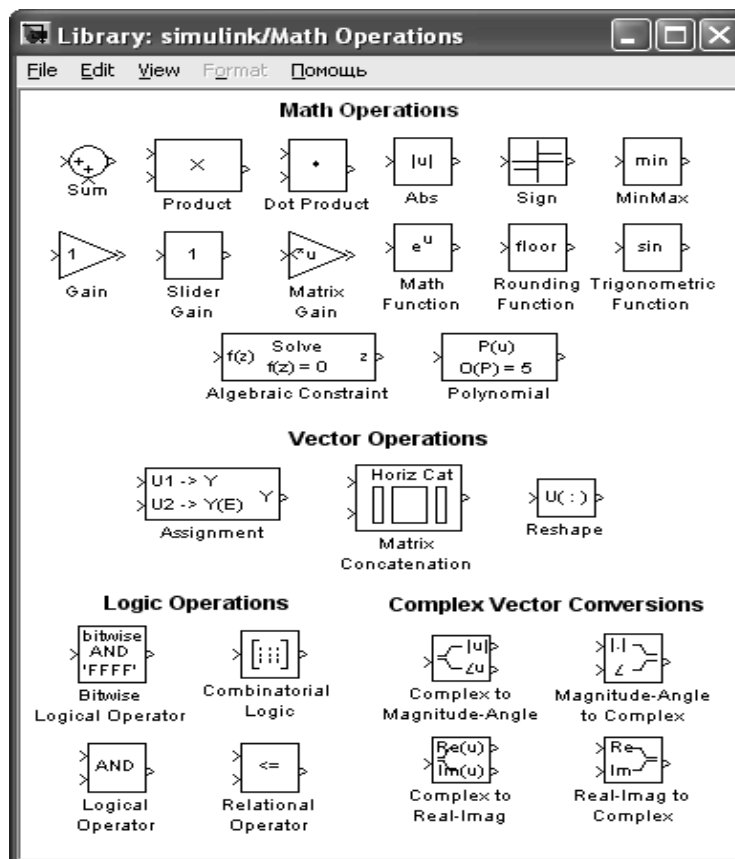 Library: simulink/Math Operations
File Edit View Format Помощь
Math Operations
+ +
Sum
×
Product
•
Dot Product
|u|
Abs
Sign
min
MinMax
1
Gain
1
Slider
Gain
u
Matrix
Gain
e^u
Math
Function
floor
Rounding
Function
sin
Trigonometric
Function
f(z) Solve f(z) = 0 z
Algebraic Constraint
P(u)
O(P) = 5
Polynomial
Vector Operations
U1 -> Y
U2 -> Y(E) Y
Assignment
Horiz Cat
Matrix
Concatenation
U( : )
Reshape
Logic Operations
bitwise
AND
'FFFF'
Bitwise
Logical Operator
Combinatorial
Logic
AND
Logical
Operator
<=
Relational
Operator
Complex Vector Conversions
|u|
∠u
Complex to
Magnitude-Angle
|.|
∠
Magnitude-Angle
to Complex
Re(u)
Im(u)
Complex to
Real-Imag
Re
Im
Real-Imag to
Complex